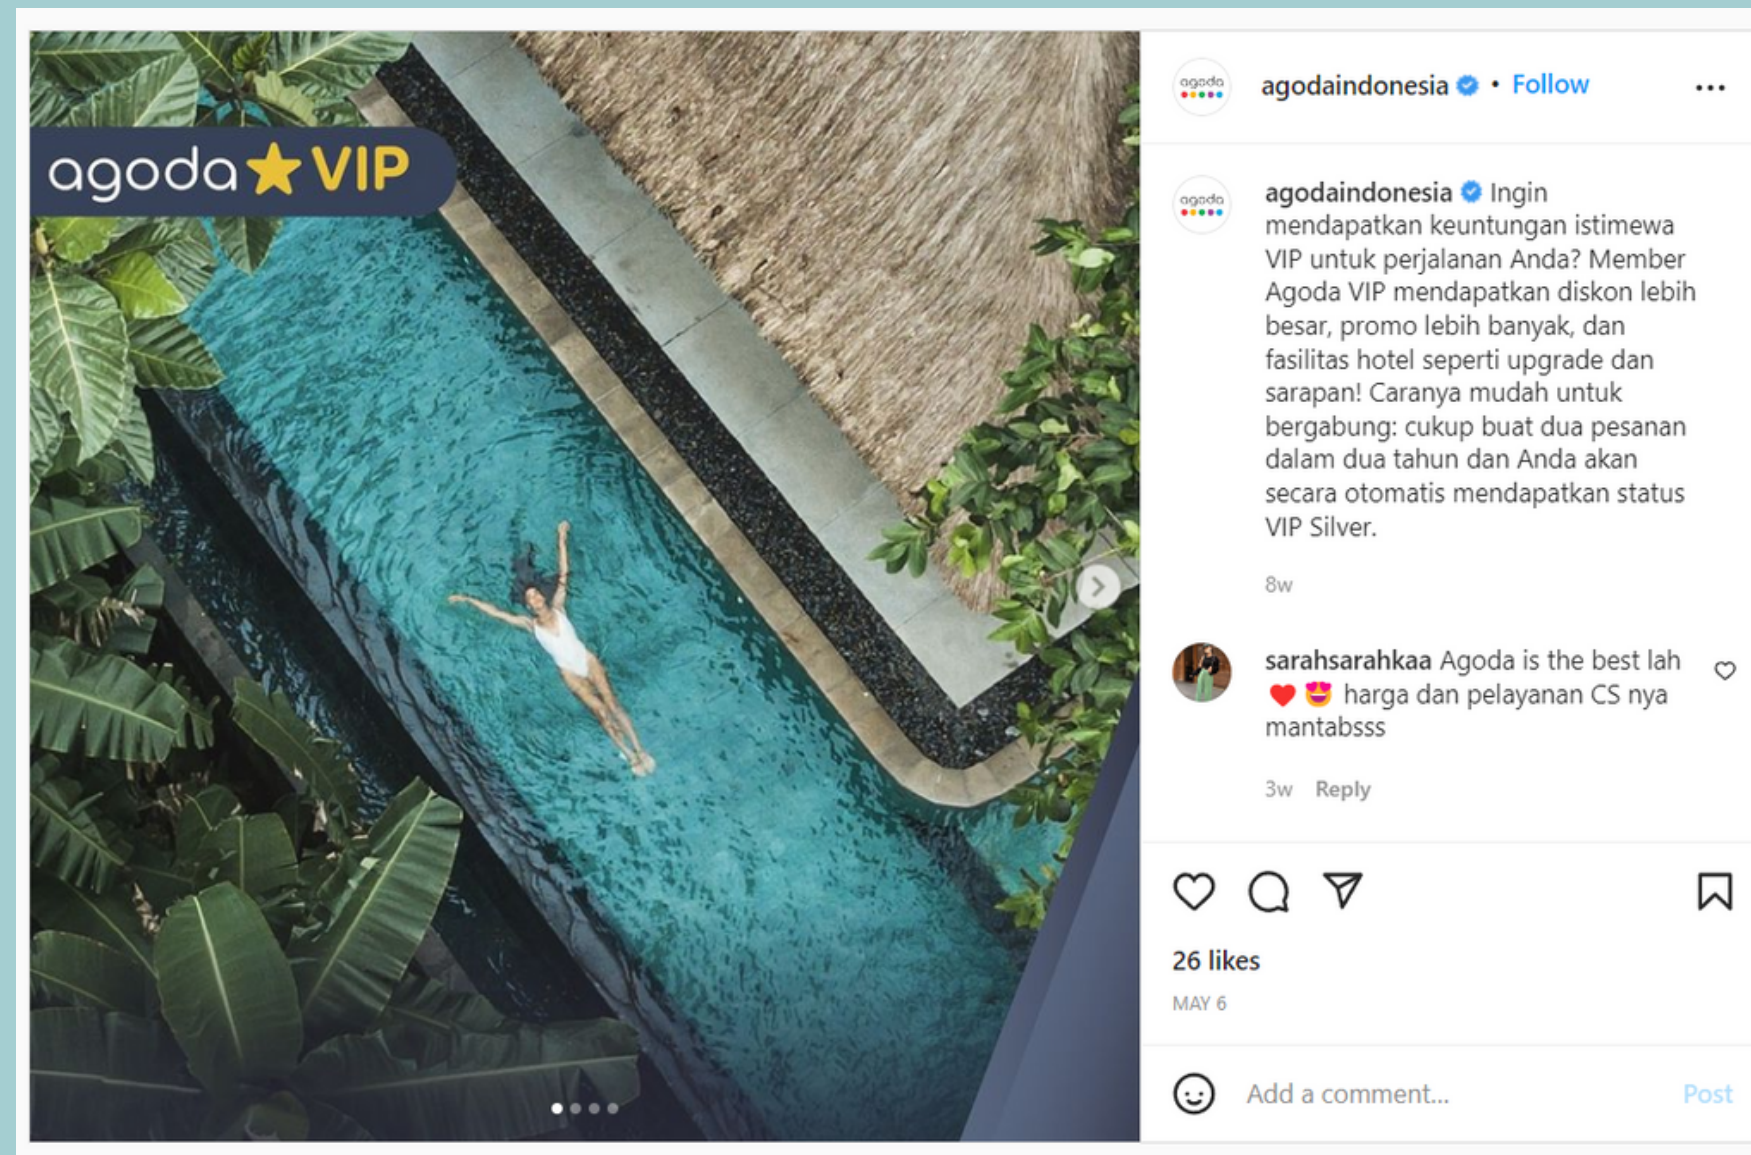 agoda ★ VIP
agoda
agodaindonesia • Follow
agoda
agodaindonesia Ingin
mendapatkan keuntungan istimewa
VIP untuk perjalanan Anda? Member
Agoda VIP mendapatkan diskon lebih
besar, promo lebih banyak, dan
fasilitas hotel seperti upgrade dan
sarapan! Caranya mudah untuk
bergabung: cukup buat dua pesanan
dalam dua tahun dan Anda akan
secara otomatis mendapatkan status
VIP Silver.
8w
sarahsarahkaa Agoda is the best lah
❤️ 😍 harga dan pelayanan CS nya
mantabsss
3w Reply
26 likes
MAY 6
Add a comment... Post